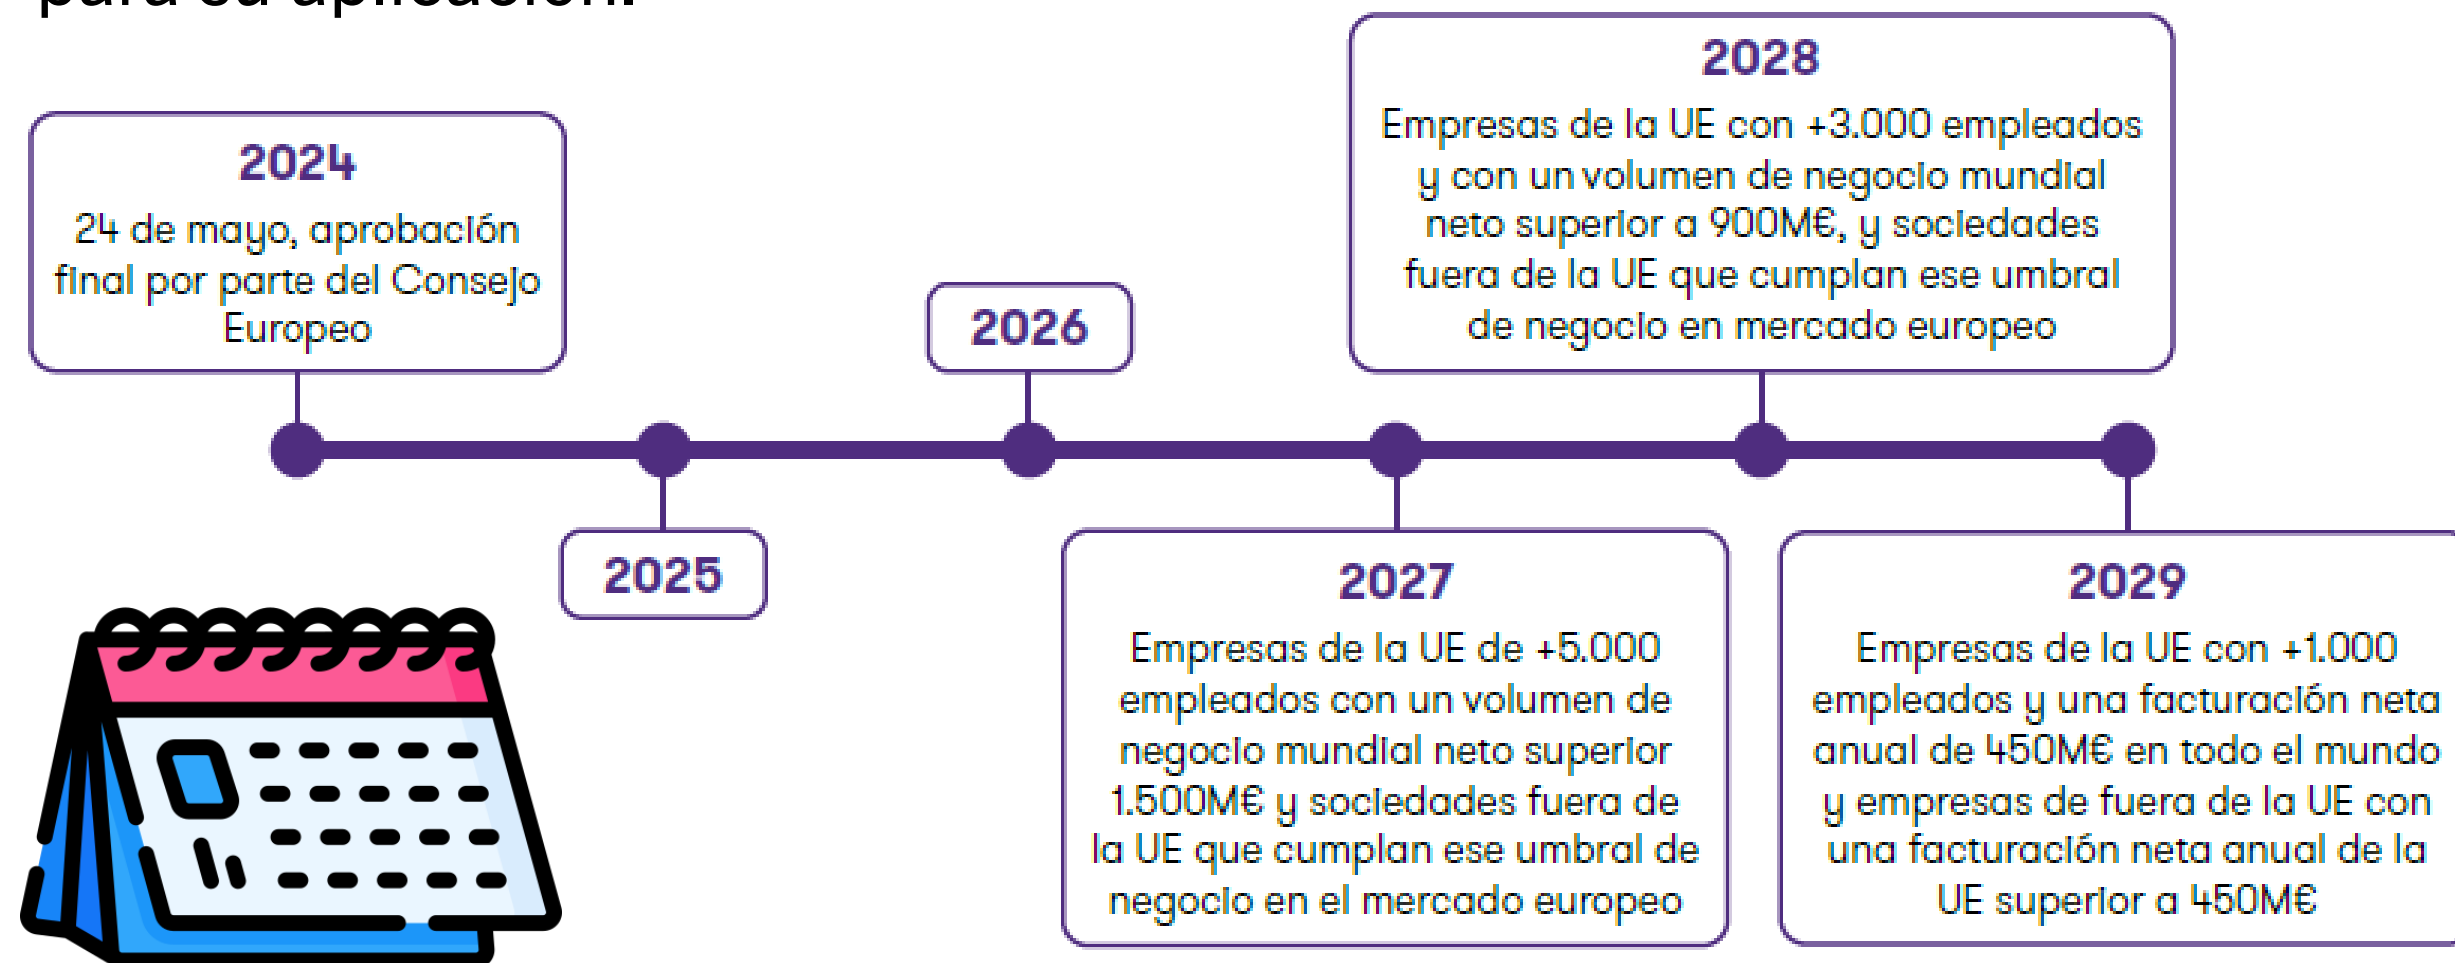 para su aplicación.
2024
24 de mayo, aprobación
final por parte del Consejo
Europeo
2025
2026
2027
Empresas de la UE de +5.000
empleados con un volumen de
negocio mundial neto superior
1.500M€ y sociedades fuera de
la UE que cumplan ese umbral de
negocio en el mercado europeo
2028
Empresas de la UE con +3.000 empleados
y con un volumen de negocio mundial
neto superior a 900M€, y sociedades
fuera de la UE que cumplan ese umbral
de negocio en mercado europeo
2029
Empresas de la UE con +1.000
empleados y una facturación neta
anual de 450M€ en todo el mundo
y empresas de fuera de la UE con
una facturación neta anual de la
UE superior a 450M€